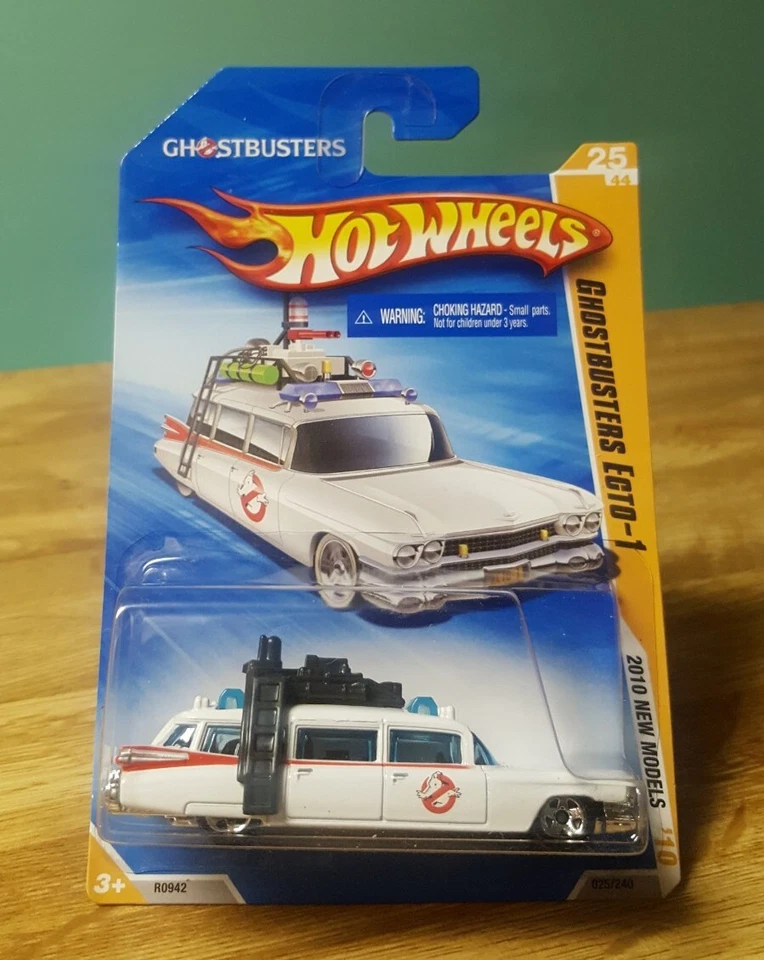 GHOSTBUSTERS
25
44
HOT WHEELS
®
WARNING: CHOKING HAZARD - Small parts.
Not for children under 3 years.
GHOSTBUSTERS ECTO-1
2010 NEW MODELS '10
3+
R0942
025/240